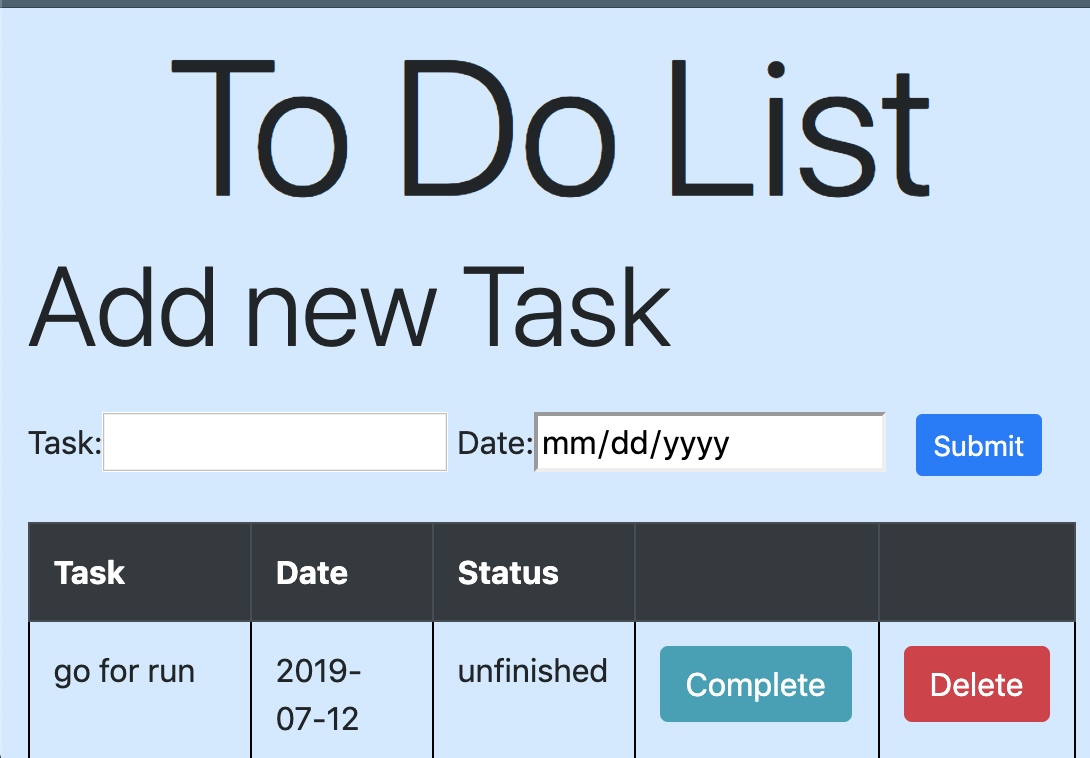 To Do List
Add new Task
Task: Date: mm/dd/yyyy Submit
Task Date Status
go for run 2019- unfinished Complete Delete
07-12